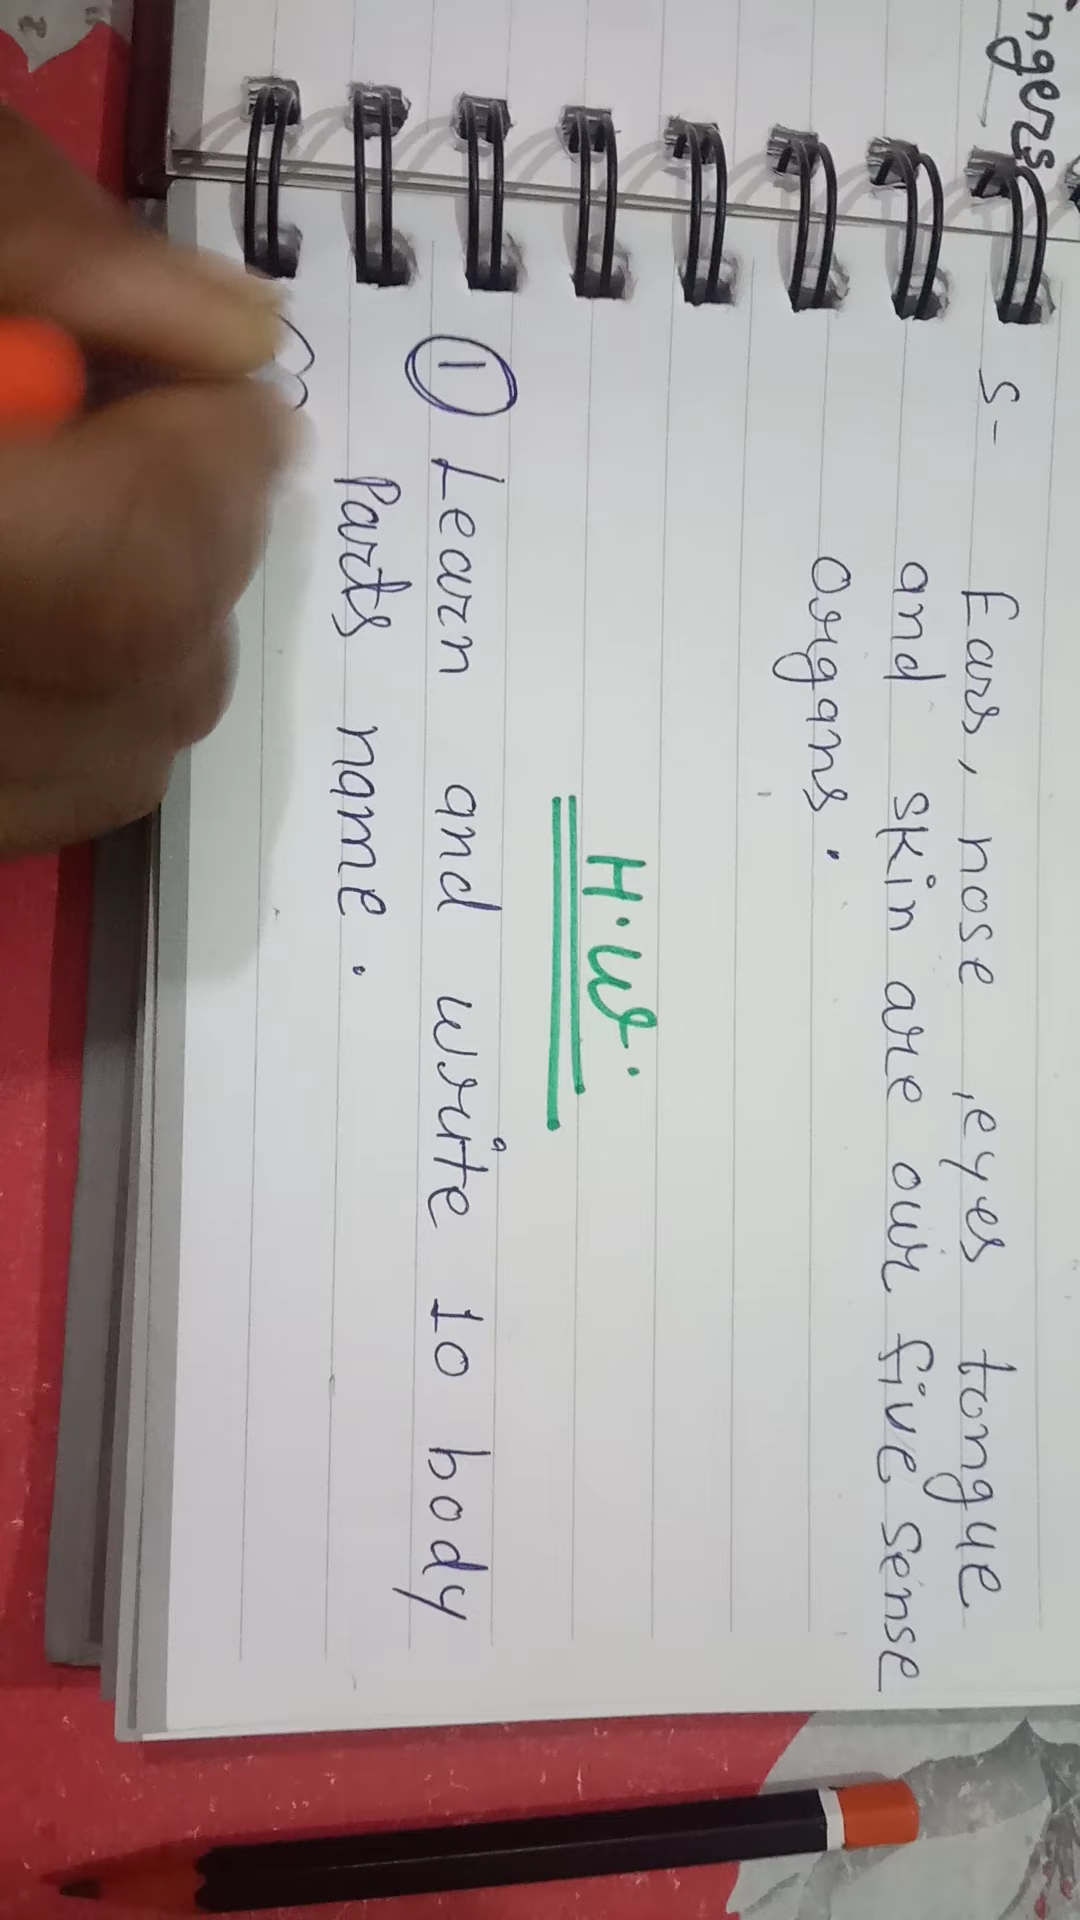 ngers
5- Ears, nose ,eyes tongue
and skin are our five sense
organs.
H.W.
① Learn and write 10 body
Parts name.